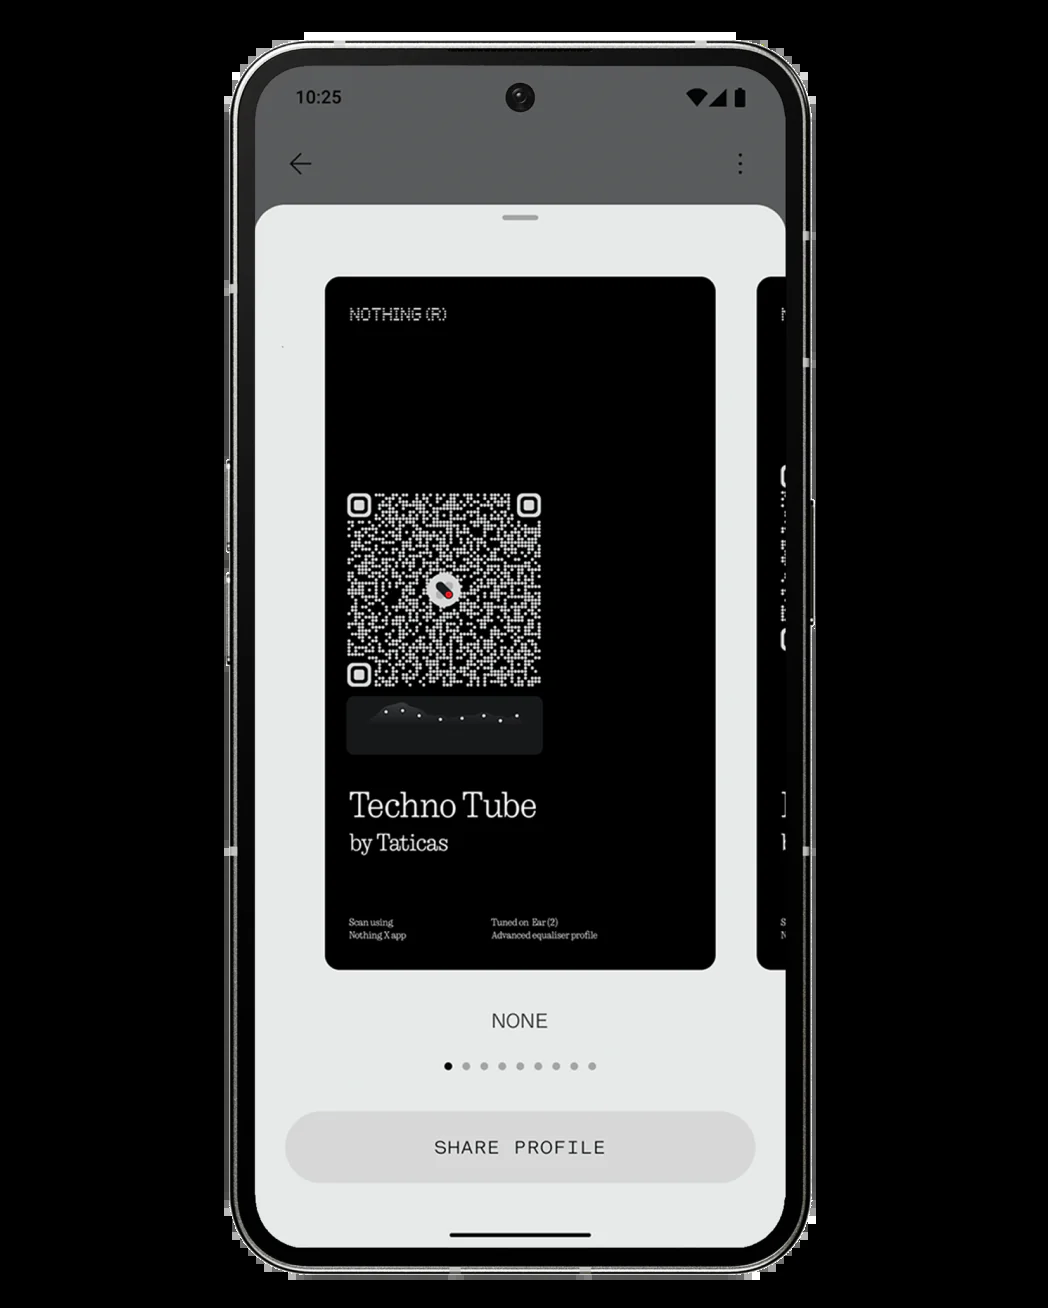 10:25
NOTHING (R)
Techno Tube
by Taticas
Scan using
Nothing X app
Tuned on Ear (2)
Advanced equaliser profile
NONE
SHARE PROFILE